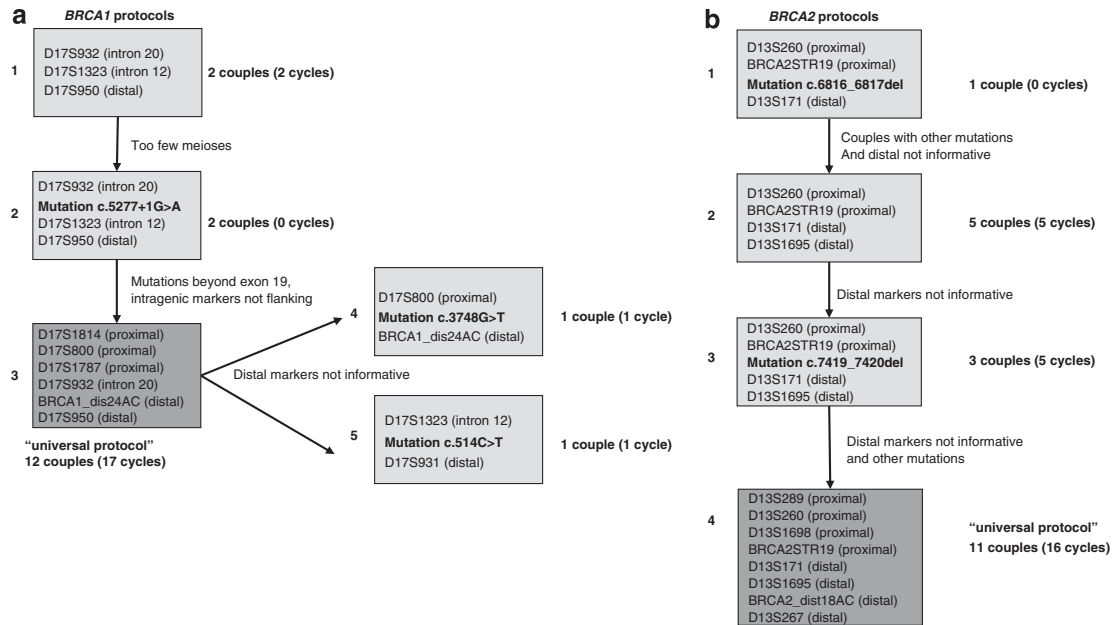 a
BRCA1 protocols
1
D17S932 (intron 20)
D17S1323 (intron 12)
D17S950 (distal)
2 couples (2 cycles)
Too few meioses
2
D17S932 (intron 20)
Mutation c.5277+1G>A
D17S1323 (intron 12)
D17S950 (distal)
2 couples (0 cycles)
Mutations beyond exon 19,
intragenic markers not flanking
3
D17S1814 (proximal)
D17S800 (proximal)
D17S1787 (proximal)
D17S932 (intron 20)
BRCA1_dis24AC (distal)
D17S950 (distal)
"universal protocol"
12 couples (17 cycles)
Distal markers not informative
4
D17S800 (proximal)
Mutation c.3748G>T
BRCA1_dis24AC (distal)
1 couple (1 cycle)
5
D17S1323 (intron 12)
Mutation c.514C>T
D17S931 (distal)
1 couple (1 cycle)
b
BRCA2 protocols
1
D13S260 (proximal)
BRCA2STR19 (proximal)
Mutation c.6816_6817del
D13S171 (distal)
1 couple (0 cycles)
Couples with other mutations
And distal not informative
2
D13S260 (proximal)
BRCA2STR19 (proximal)
D13S171 (distal)
D13S1695 (distal)
5 couples (5 cycles)
Distal markers not informative
3
D13S260 (proximal)
BRCA2STR19 (proximal)
Mutation c.7419_7420del
D13S171 (distal)
D13S1695 (distal)
3 couples (5 cycles)
Distal markers not informative
and other mutations
4
D13S289 (proximal)
D13S260 (proximal)
D13S1698 (proximal)
BRCA2STR19 (proximal)
D13S171 (distal)
D13S1695 (distal)
BRCA2_dist18AC (distal)
D13S267 (distal)
"universal protocol"
11 couples (16 cycles)